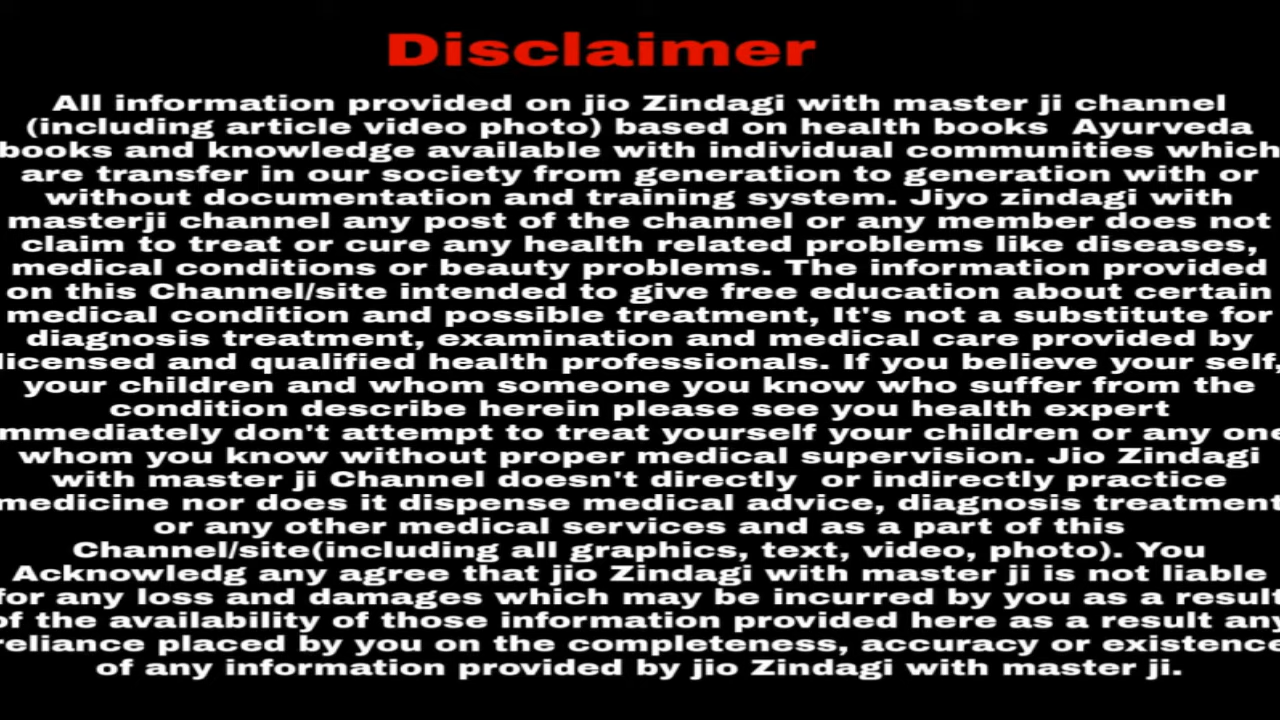 Disclaimer
All information provided on jio Zindagi with master ji channel
(including article video photo) based on health books Ayurveda
books and knowledge available with individual communities which
are transfer in our society from generation to generation with or
without documentation and training system. Jiyo zindagi with
masterji channel any post of the channel or any member does not
claim to treat or cure any health related problems like diseases,
medical conditions or beauty problems. The information provided
on this Channel/site intended to give free education about certain
medical condition and possible treatment, It's not a substitute for
diagnosis treatment, examination and medical care provided by
licensed and qualified health professionals. If you believe your self,
your children and whom someone you know who suffer from the
condition describe herein please see you health expert
mmediately don't attempt to treat yourself your children or any one
whom you know without proper medical supervision. Jio Zindagi
with master ji Channel doesn't directly or indirectly practice
medicine nor does it dispense medical advice, diagnosis treatment
or any other medical services and as a part of this
Channel/site(including all graphics, text, video, photo). You
Acknowledg any agree that jio Zindagi with master ji is not liable
for any loss and damages which may be incurred by you as a result
of the availability of those information provided here as a result any
reliance placed by you on the completeness, accuracy or existence
of any information provided by jio Zindagi with master ji.